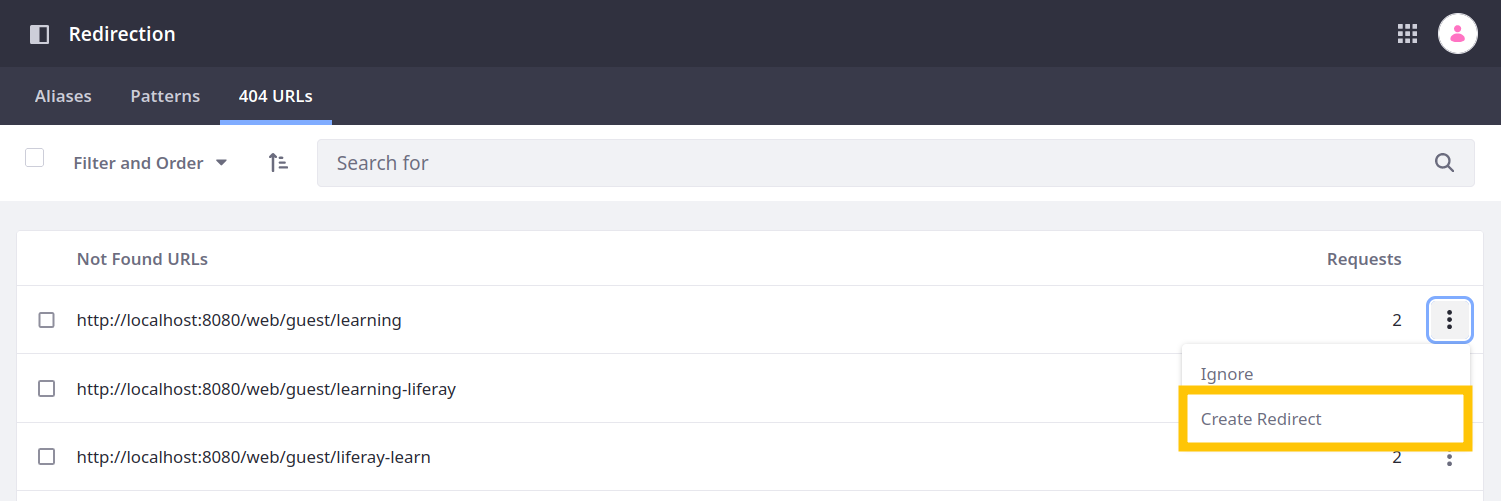 Redirection
Aliases Patterns 404 URLs
Filter and Order Search for
Not Found URLs Requests
http://localhost:8080/web/guest/learning 2
Ignore
http://localhost:8080/web/guest/learning-liferay
Create Redirect
http://localhost:8080/web/guest/liferay-learn 2